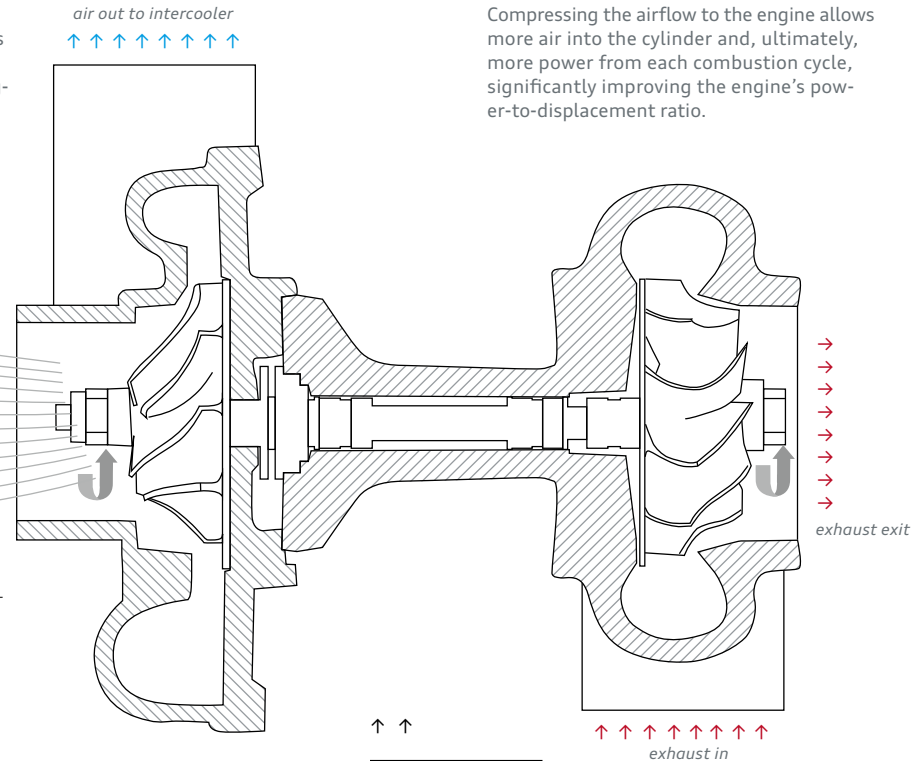 air out to intercooler
Compressing the airflow to the engine allows
more air into the cylinder and, ultimately,
more power from each combustion cycle,
significantly improving the engine's pow-
er-to-displacement ratio.
exhaust exit
exhaust in